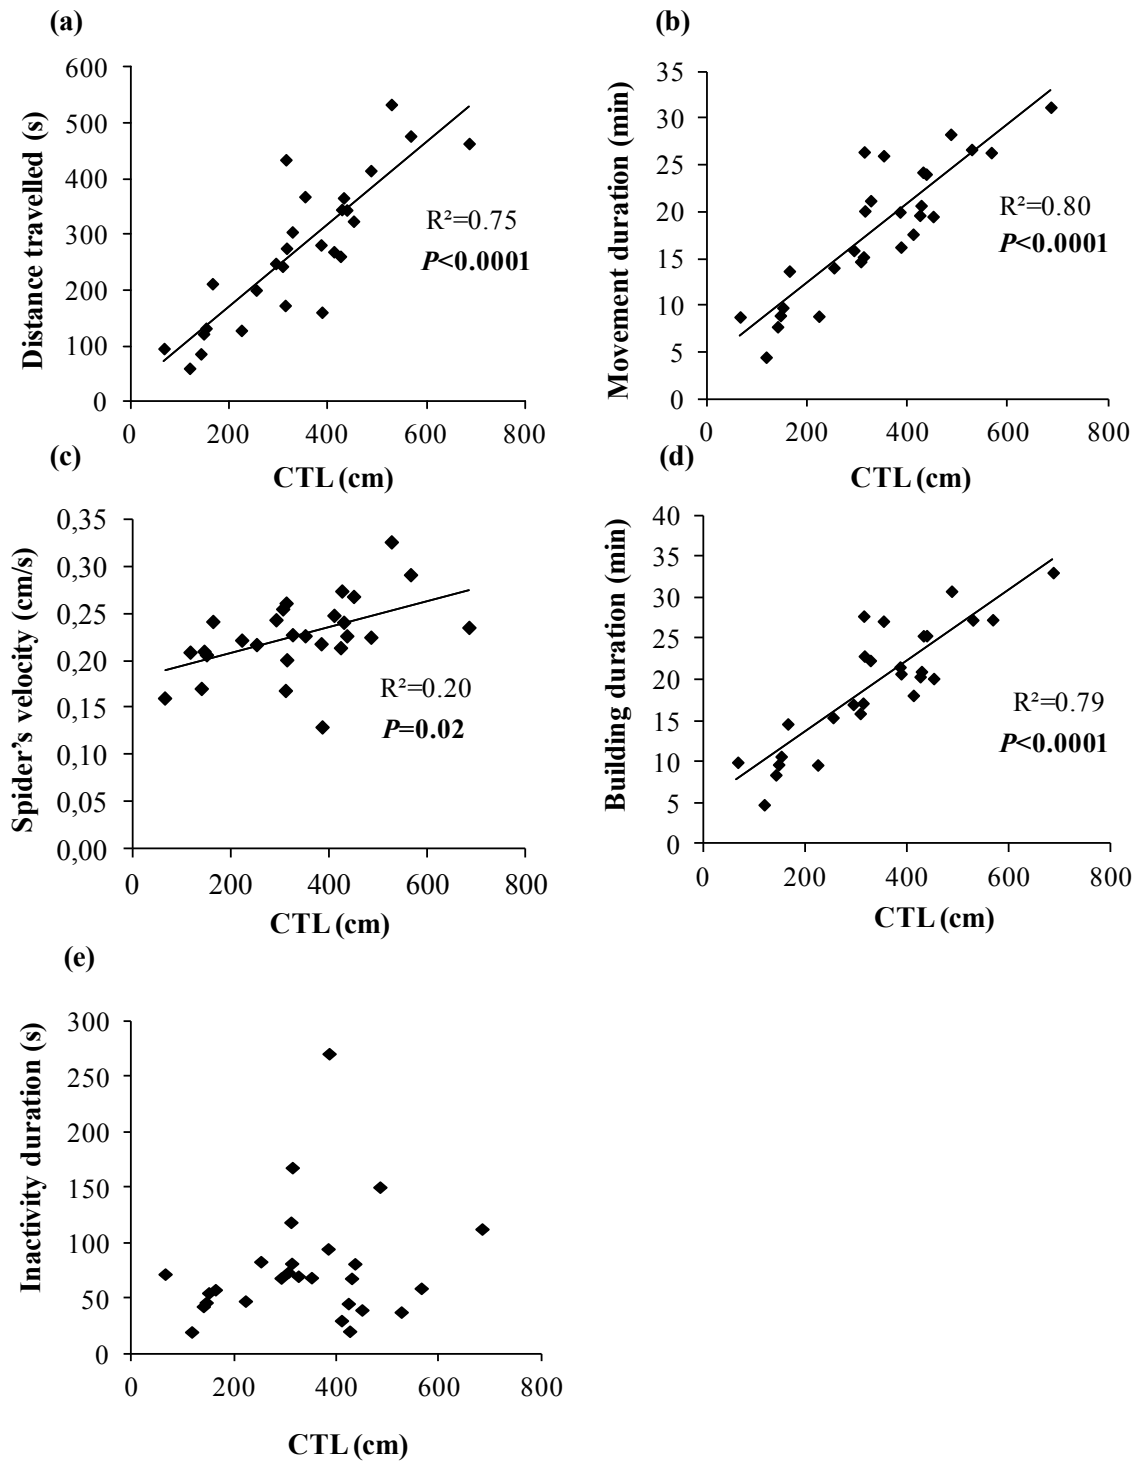 (a)
Distance travelled (s)
600
500
400
300
200
100
0
0 200 400 600 800
R²=0.75
P<0.0001
CTL (cm)
(b)
Movement duration (min)
35
30
25
20
15
10
5
0
0 200 400 600 800
R²=0.80
P<0.0001
CTL (cm)
(c)
Spider's velocity (cm/s)
0,35
0,30
0,25
0,20
0,15
0,10
0,05
0,00
0 200 400 600 800
R²=0.20
P=0.02
CTL (cm)
(d)
Building duration (min)
40
35
30
25
20
15
10
5
0
0 200 400 600 800
R²=0.79
P<0.0001
CTL (cm)
(e)
Inactivity duration (s)
300
250
200
150
100
50
0
0 200 400 600 800
CTL (cm)